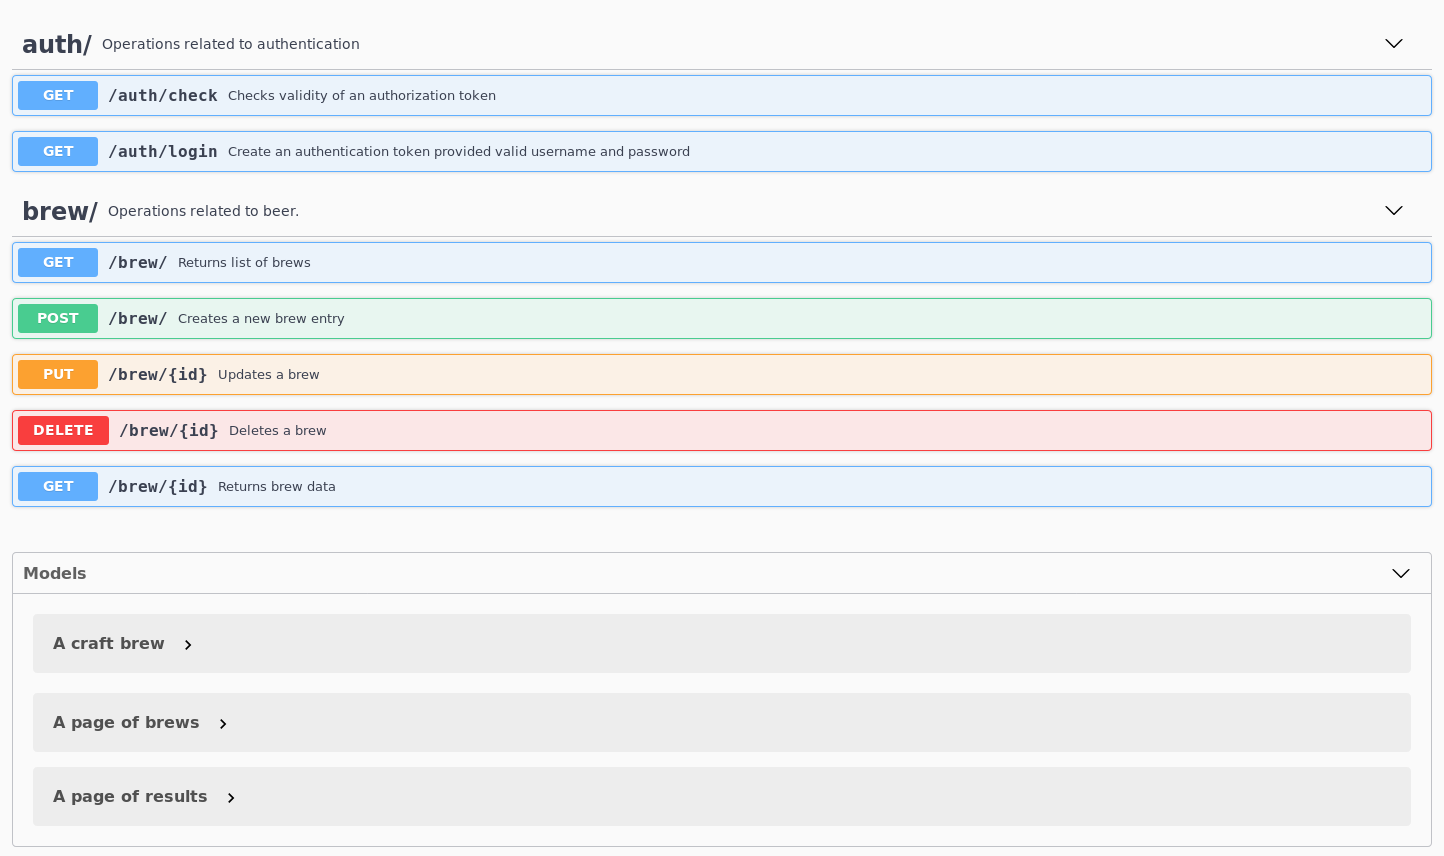 auth/ Operations related to authentication
GET /auth/check Checks validity of an authorization token
GET /auth/login Create an authentication token provided valid username and password
brew/ Operations related to beer.
GET /brew/ Returns list of brews
POST /brew/ Creates a new brew entry
PUT /brew/{id} Updates a brew
DELETE /brew/{id} Deletes a brew
GET /brew/{id} Returns brew data
Models
A craft brew
A page of brews
A page of results